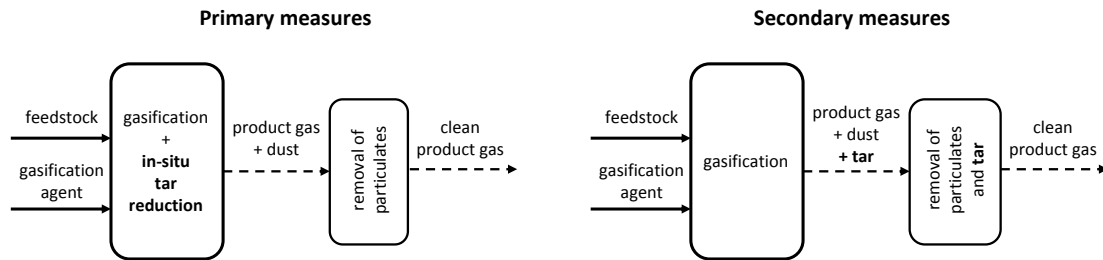 Primary measures
feedstock
gasification
agent
gasification
+
in-situ
tar
reduction
product gas
+ dust
removal of
particulates
clean
product gas
Secondary measures
feedstock
gasification
agent
gasification
product gas
+ dust
+ tar
removal of
particulates
and tar
clean
product gas